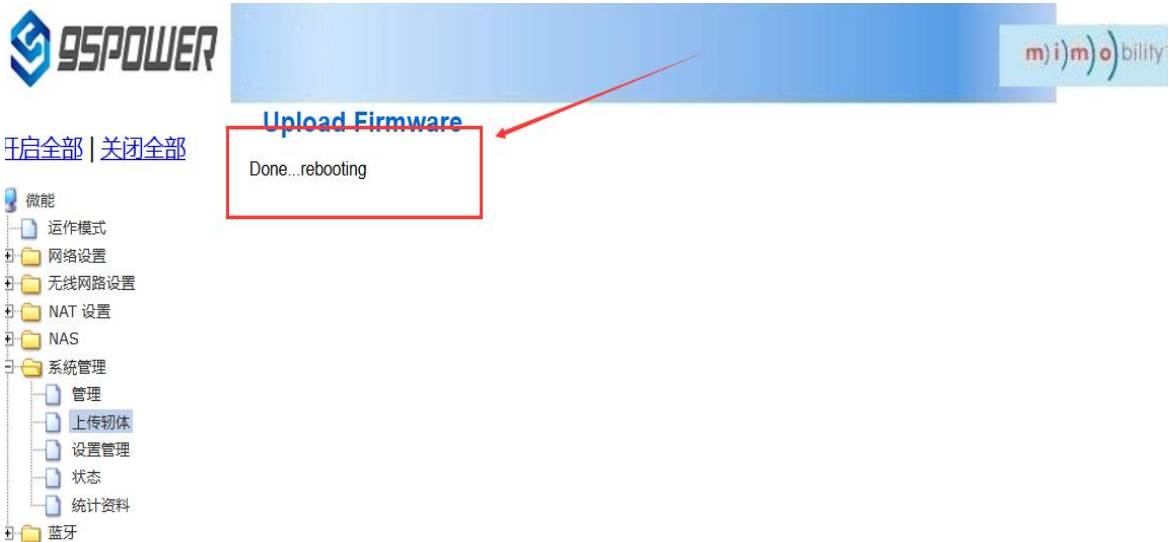 95POWER
m)i)m)o)bility
Upload Firmware
开启全部 | 关闭全部
Done...rebooting
微能
运作模式
网络设置
无线网路设置
NAT 设置
NAS
系统管理
管理
上传轫体
设置管理
状态
统计资料
蓝牙